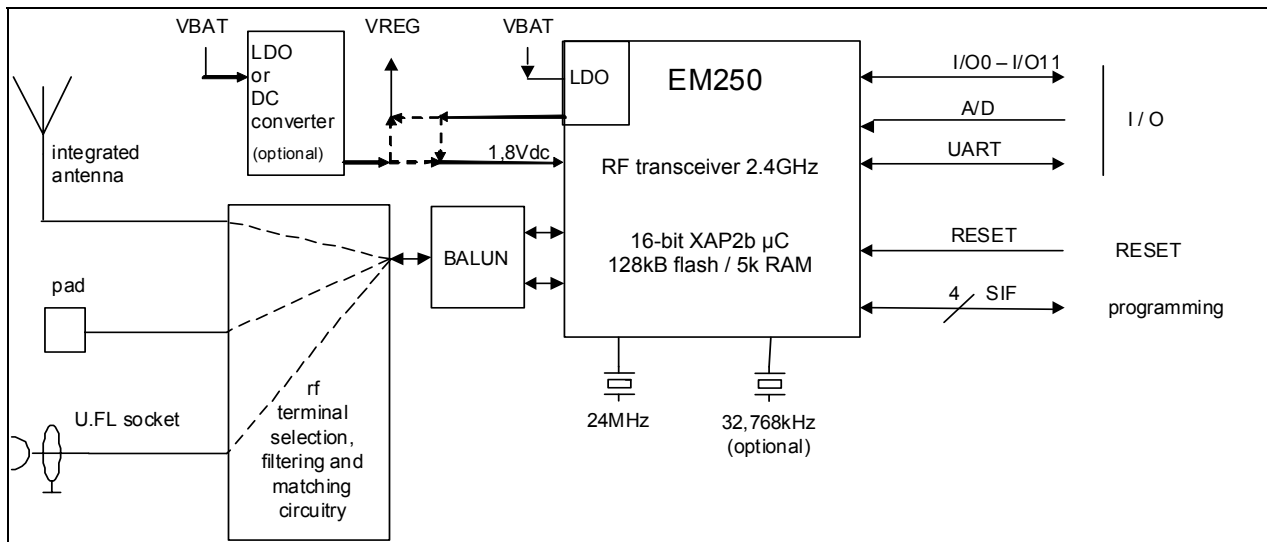 VBAT
LDO
or
DC
converter
(optional)
VREG
VBAT
LDO
EM250
RF transceiver 2.4GHz
16-bit XAP2b µC
128kB flash / 5k RAM
1,8Vdc
I/O0 – I/O11
A/D
UART
I / O
RESET
RESET
4 SIF
programming
integrated
antenna
pad
U.FL socket
BALUN
rf
terminal
selection,
filtering and
matching
circuitry
24MHz
32,768kHz
(optional)